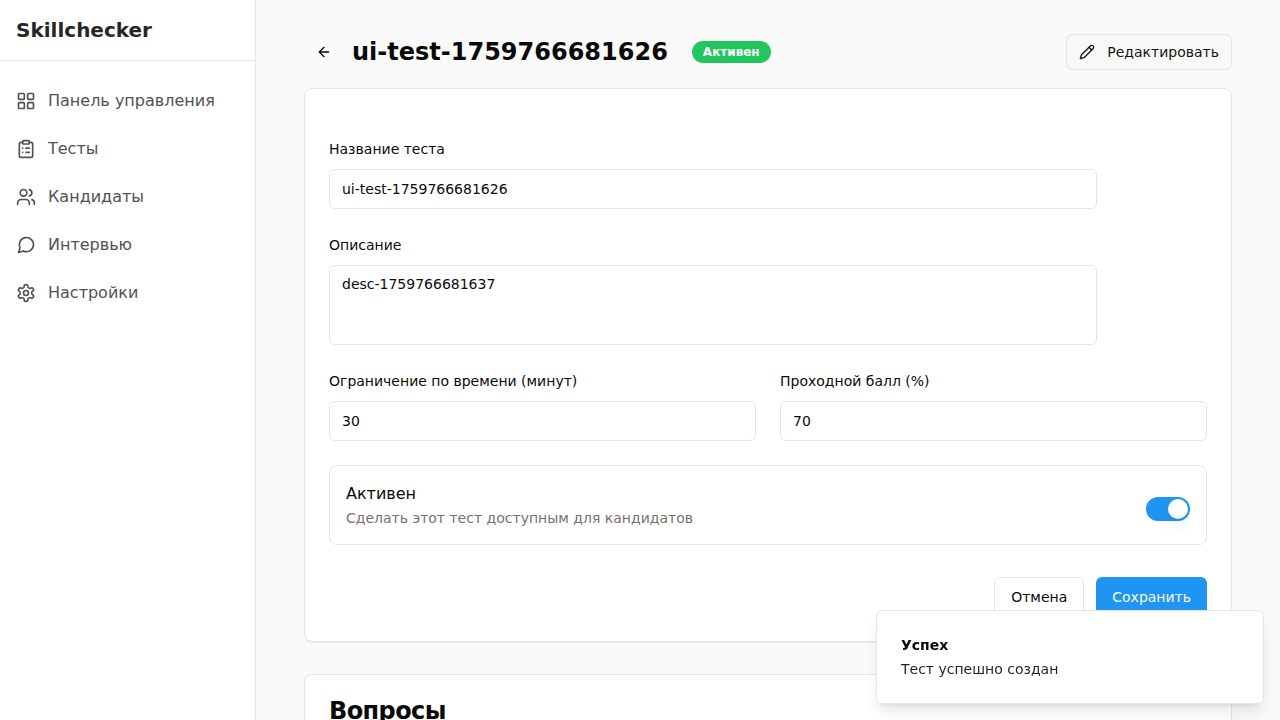 Skillchecker
Панель управления
Тесты
Кандидаты
Интервью
Настройки
ui-test-1759766681626
Активен
Редактировать
Название теста
ui-test-1759766681626
Описание
desc-1759766681637
Ограничение по времени (минут)
Проходной балл (%)
30
70
Активен
Сделать этот тест доступным для кандидатов
Отмена
Сохранить
Успех
Тест успешно создан
Вопросы